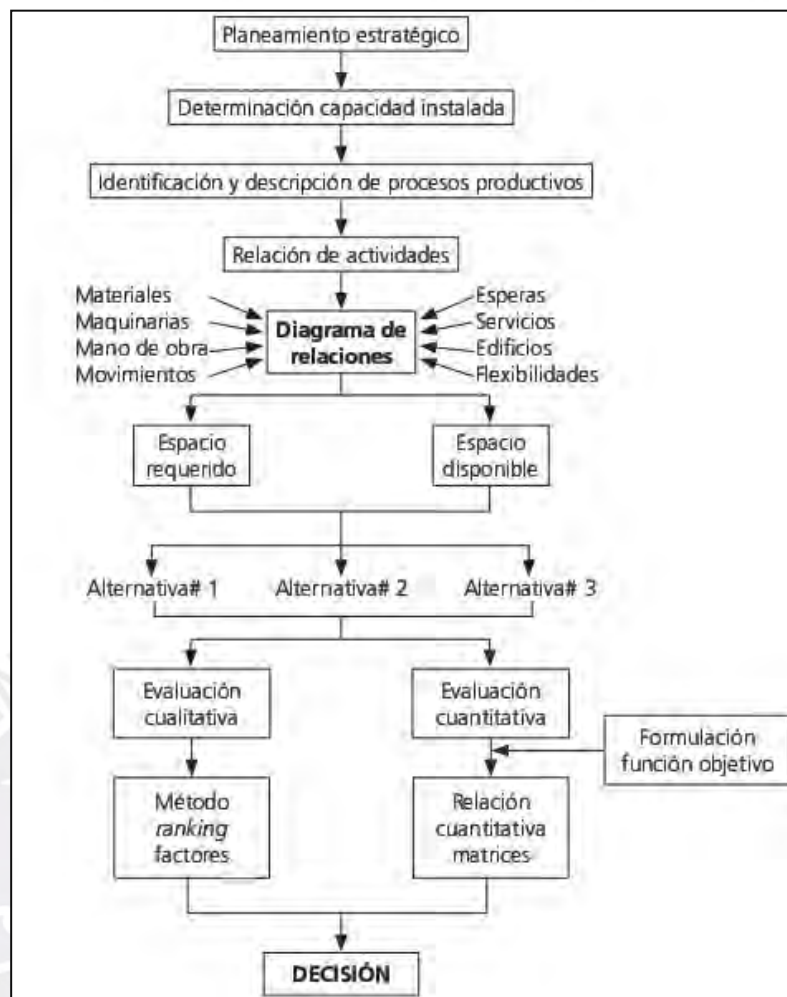 Planeamiento estratégico
Determinación capacidad instalada
Identificación y descripción de procesos productivos
Relación de actividades
Materiales
Maquinarias
Mano de obra
Movimientos
Diagrama de
relaciones
Esperas
Servicios
Edificios
Flexibilidades
Espacio
requerido
Espacio
disponible
Alternativa# 1
Alternativa# 2
Alternativa# 3
Evaluación
cualitativa
Evaluación
cuantitativa
Formulación
función objetivo
Método
ranking
factores
Relación
cuantitativa
matrices
DECISIÓN